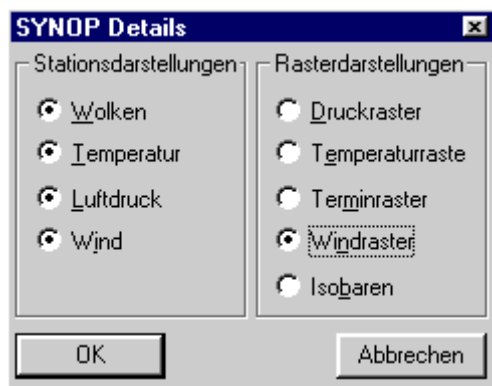 SYNOP Details
Stationsdarstellungen
Wolken
Temperatur
Luftdruck
Wind
Rasterdarstellungen
Druckraster
Temperaturraste
Terminraster
Windraster
Isobaren
OK
Abbrechen